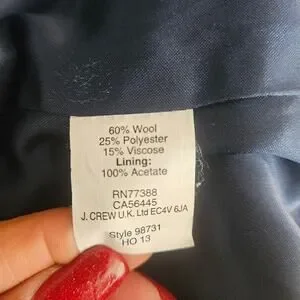 60% Wool
25% Polyester
15% Viscose
Lining:
100% Acetate
RN77388
CA56445
J. CREW U.K. Ltd EC4V 6JA
Style 98731
HO 13